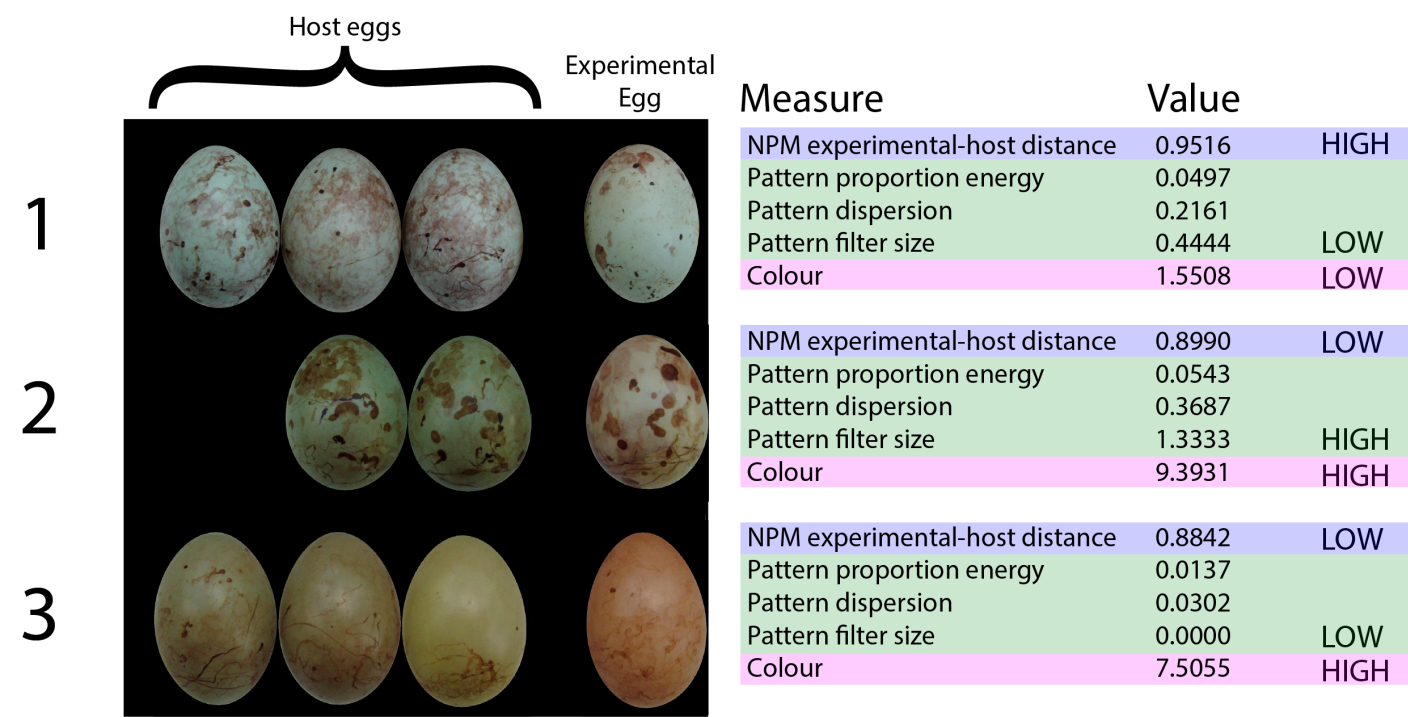 Host eggs
Experimental
Egg
Measure Value
1
NPM experimental-host distance 0.9516 HIGH
Pattern proportion energy 0.0497
Pattern dispersion 0.2161
Pattern filter size 0.4444 LOW
Colour 1.5508 LOW
2
NPM experimental-host distance 0.8990 LOW
Pattern proportion energy 0.0543
Pattern dispersion 0.3687
Pattern filter size 1.3333 HIGH
Colour 9.3931 HIGH
3
NPM experimental-host distance 0.8842 LOW
Pattern proportion energy 0.0137
Pattern dispersion 0.0302
Pattern filter size 0.0000 LOW
Colour 7.5055 HIGH